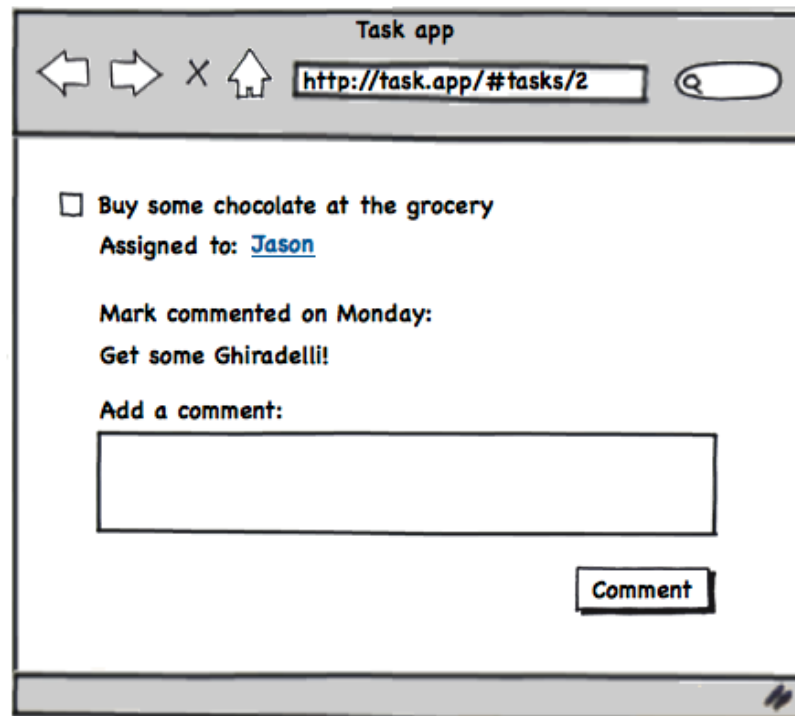 Task app
http://task.app/#tasks/2
Buy some chocolate at the grocery
Assigned to: Jason
Mark commented on Monday:
Get some Ghiradelli!
Add a comment:
Comment